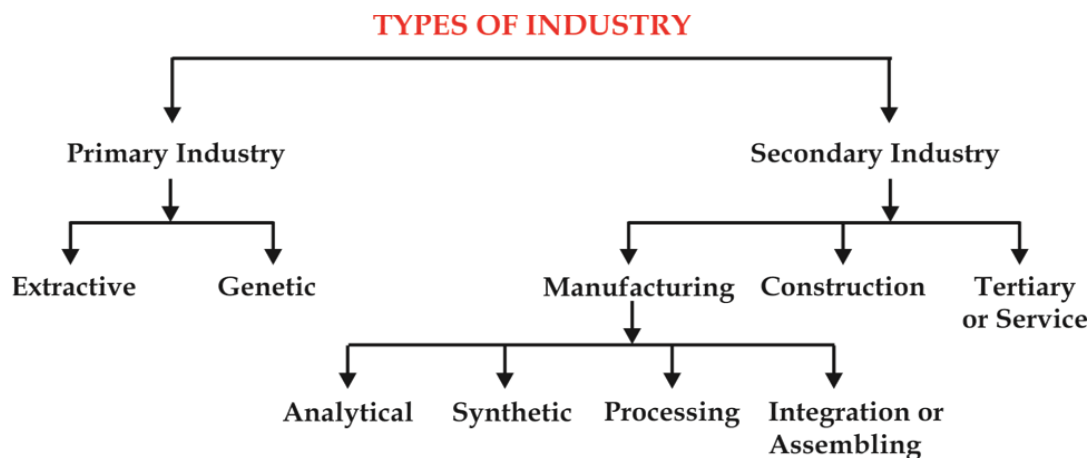 TYPES OF INDUSTRY
Primary Industry
Secondary Industry
Extractive
Genetic
Manufacturing
Construction
Tertiary
or Service
Analytical
Synthetic
Processing
Integration or
Assembling